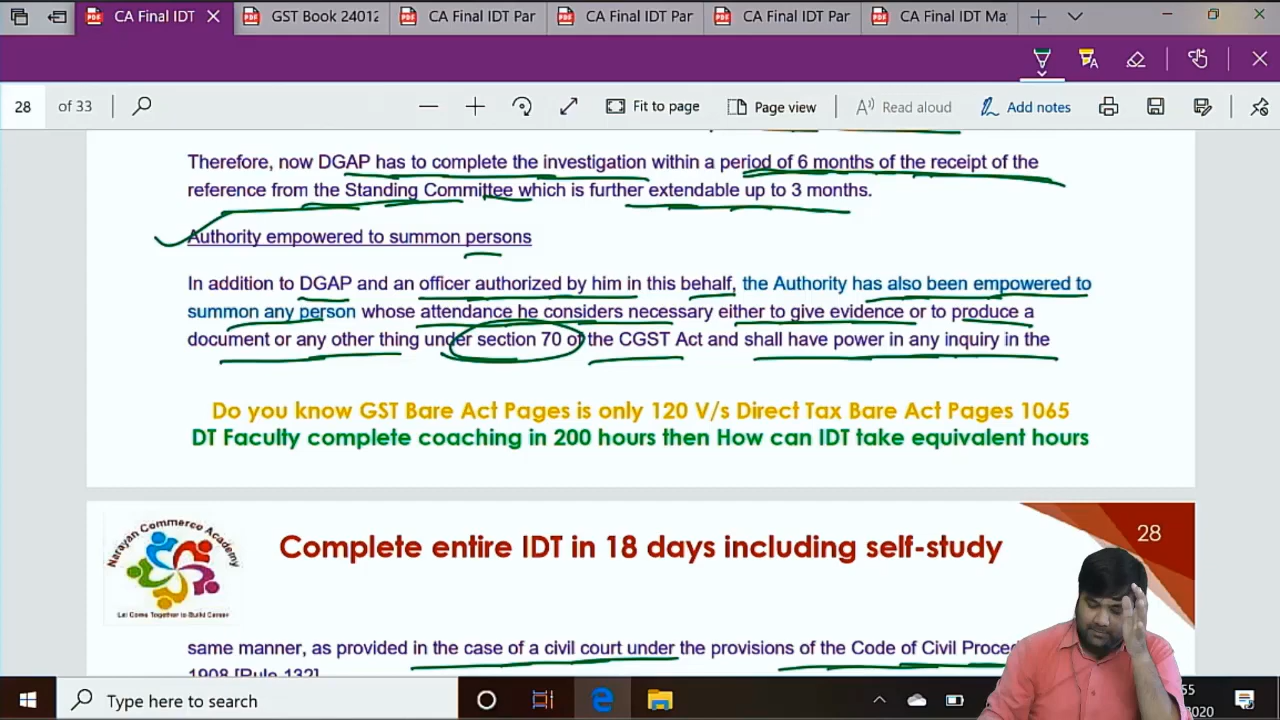 CA Final IDT
GST Book 24012
CA Final IDT Par
CA Final IDT Par
CA Final IDT Par
CA Final IDT Ma
28 of 33
Fit to page
Page view
Read aloud
Add notes
Therefore, now DGAP has to complete the investigation within a period of 6 months of the receipt of the
reference from the Standing Committee which is further extendable up to 3 months.
Authority empowered to summon persons
In addition to DGAP and an officer authorized by him in this behalf, the Authority has also been empowered to
summon any person whose attendance he considers necessary either to give evidence or to produce a
document or any other thing under section 70 of the CGST Act and shall have power in any inquiry in the
Do you know GST Bare Act Pages is only 120 V/s Direct Tax Bare Act Pages 1065
DT Faculty complete coaching in 200 hours then How can IDT take equivalent hours
Narayan Commerce Academy
Let Come Together to Build Career
Complete entire IDT in 18 days including self-study
28
same manner, as provided in the case of a civil court under the provisions of the Code of Civil Proce
1908 [Rule 132]
Type here to search
55
2020